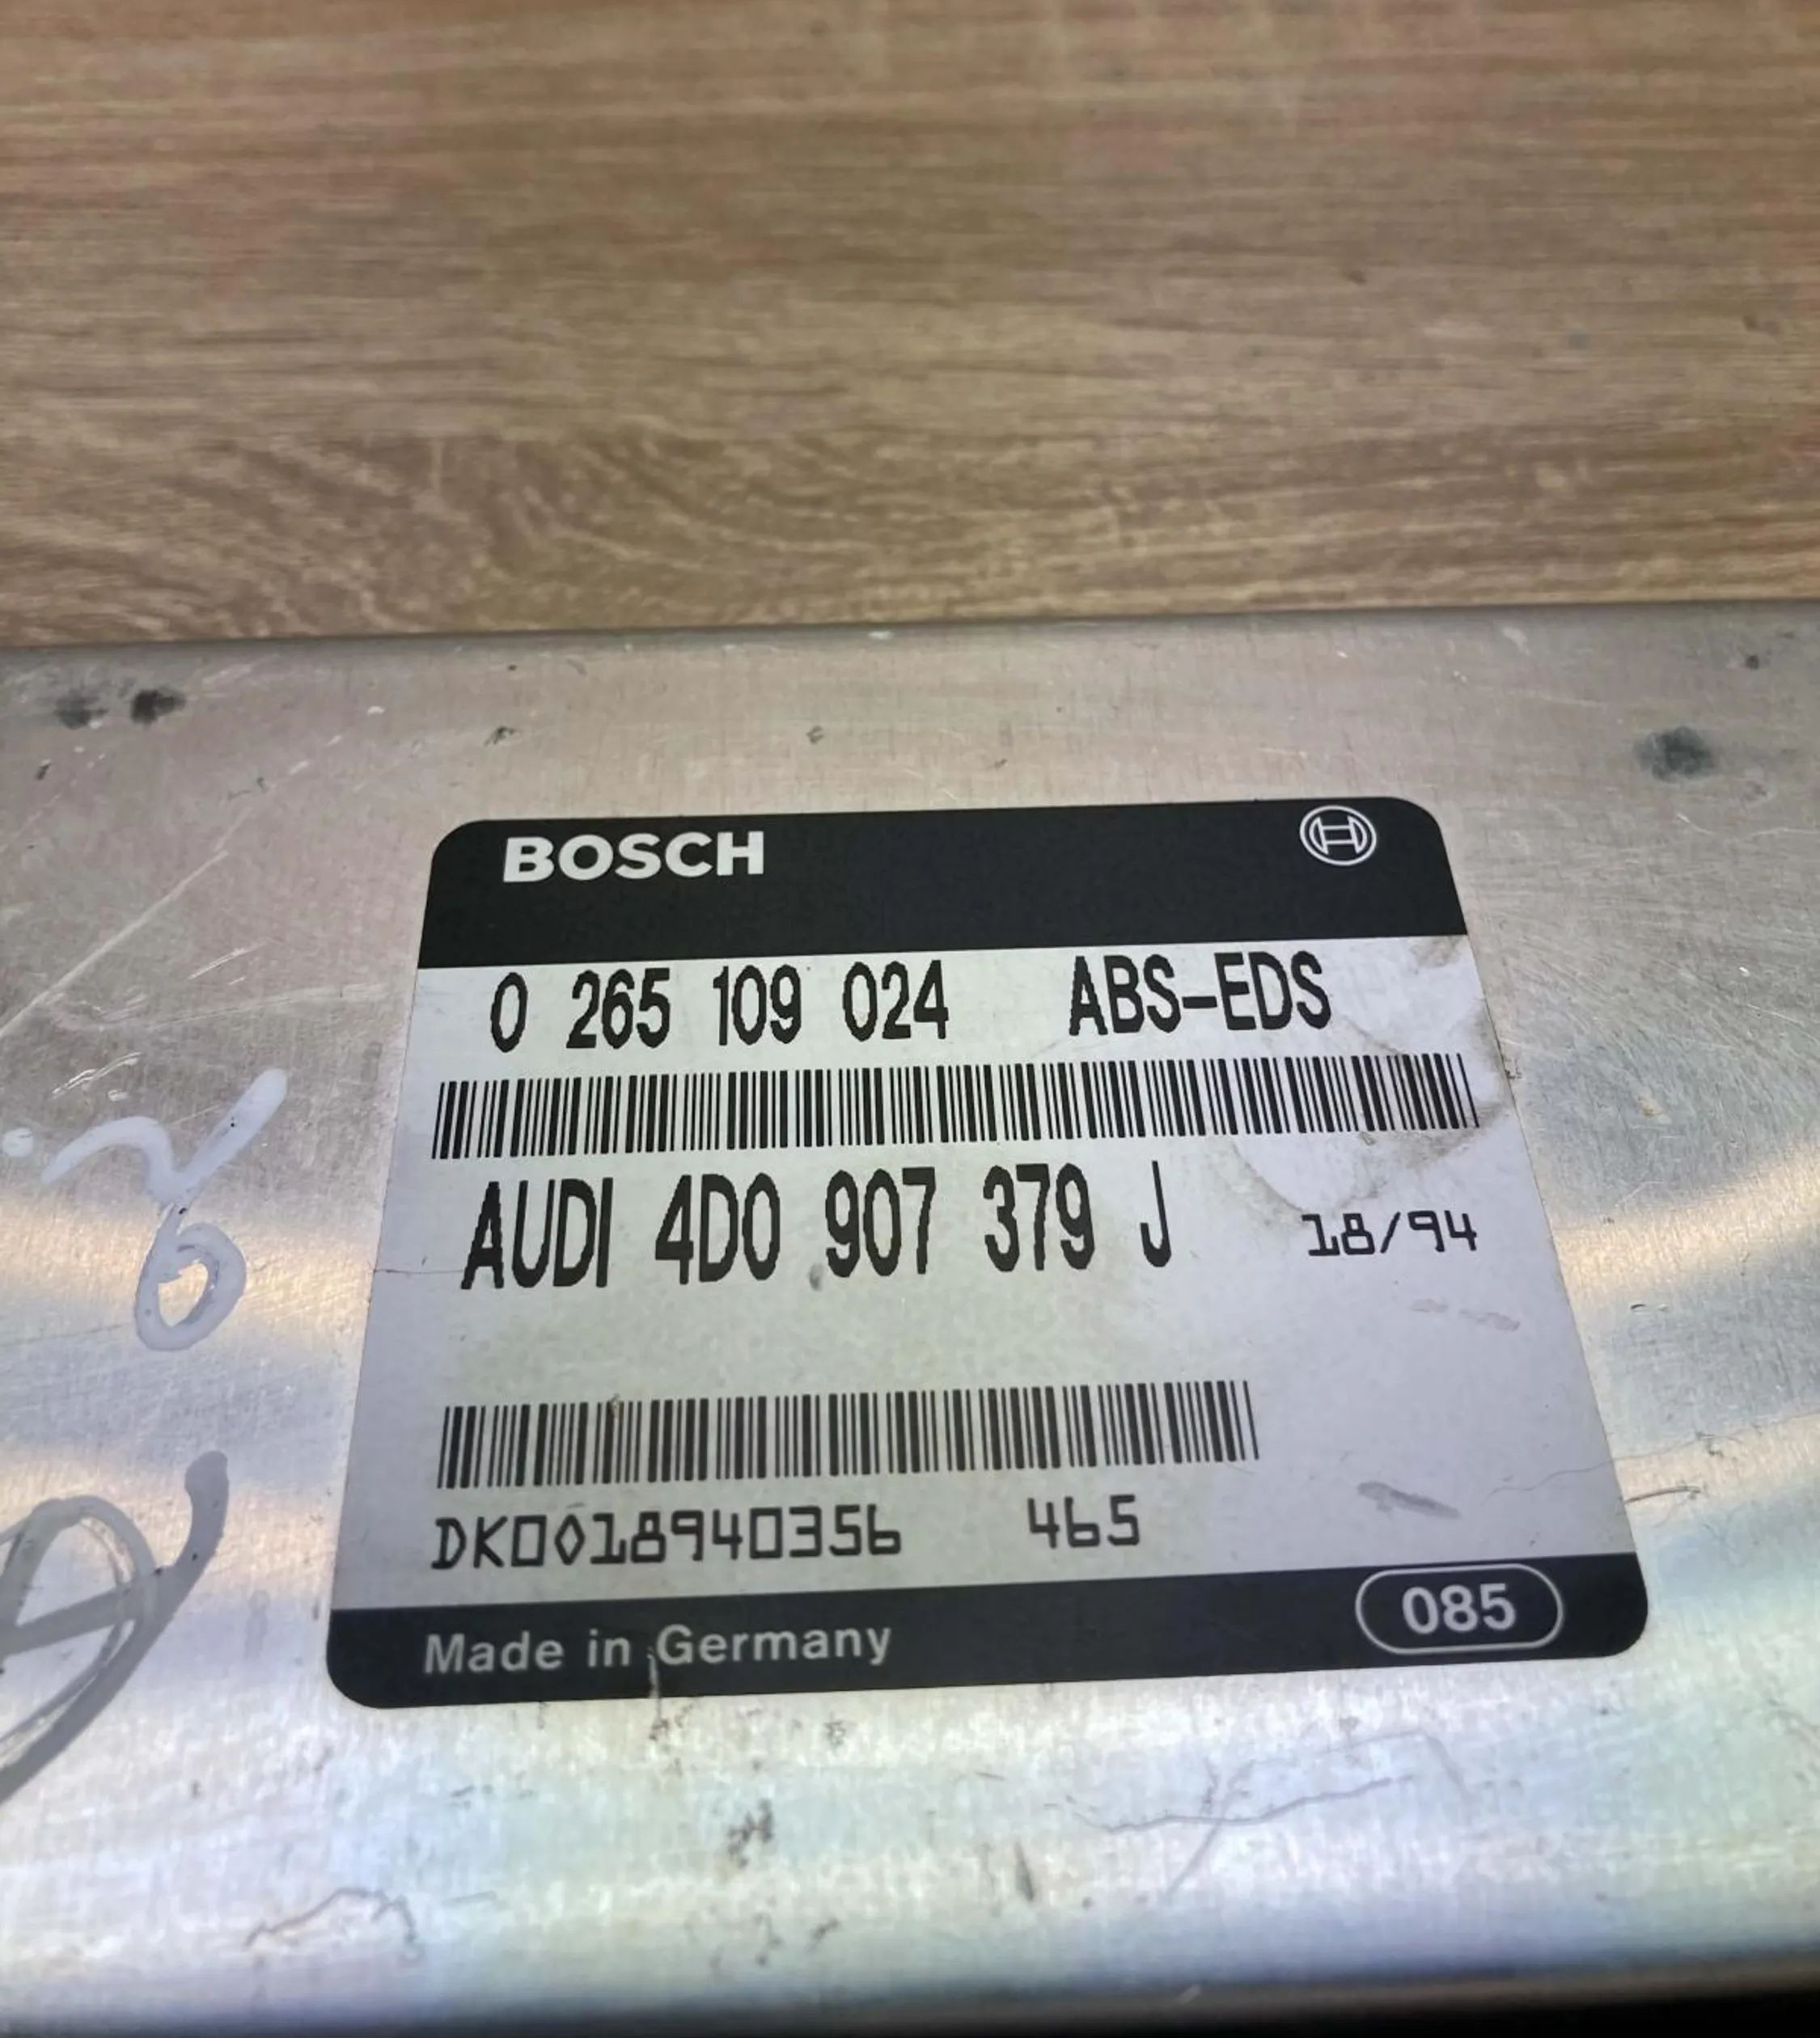 BOSCH
0 265 109 024 ABS-EDS
AUDI 4D0 907 379 J 18/94
DK0018940356 465
Made in Germany 085